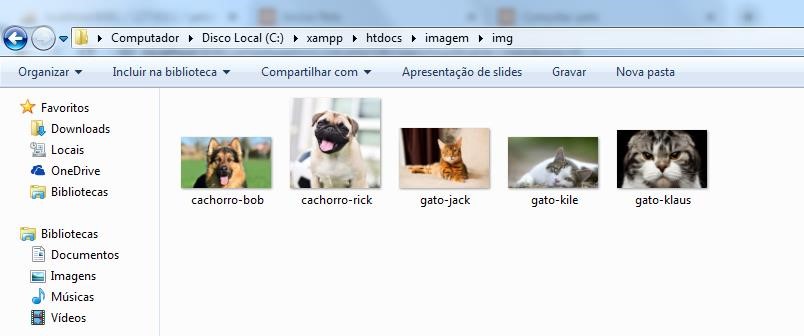 Computador ▸ Disco Local (C:) ▸ xampp ▸ htdocs ▸ imagem ▸ img
Organizar Incluir na biblioteca Compartilhar com Apresentação de slides Gravar Nova pasta
Favoritos
Downloads
Locais
OneDrive
Bibliotecas
Bibliotecas
Documentos
Imagens
Músicas
Vídeos
cachorro-bob cachorro-rick gato-jack gato-kile gato-klaus